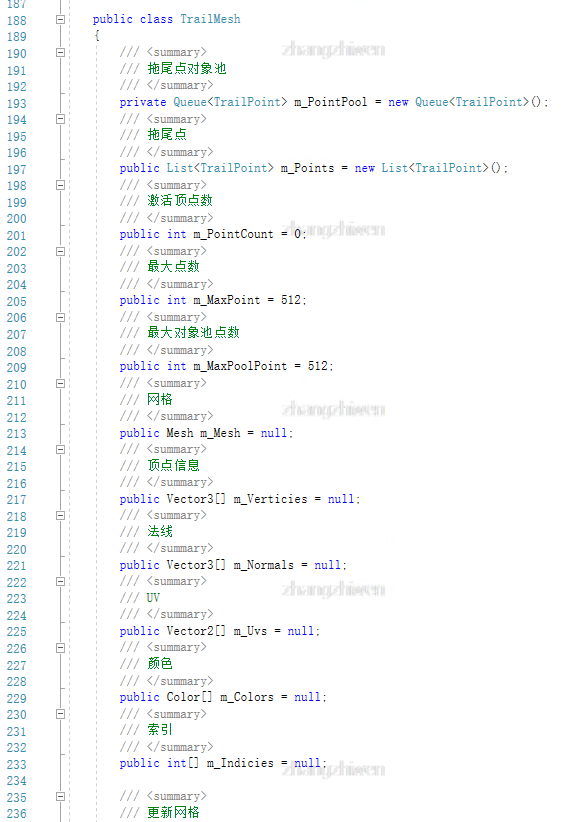 187
188 public class TrailMesh
189 {
190 /// <summary>
191 /// 拖尾点对象池
192 /// </summary>
193 private Queue<TrailPoint> m_PointPool = new Queue<TrailPoint>();
194 /// <summary>
195 /// 拖尾点
196 /// </summary>
197 public List<TrailPoint> m_Points = new List<TrailPoint>();
198 /// <summary>
199 /// 激活顶点数
200 /// </summary>
201 public int m_PointCount = 0;
202 /// <summary>
203 /// 最大点数
204 /// </summary>
205 public int m_MaxPoint = 512;
206 /// <summary>
207 /// 最大对象池点数
208 /// </summary>
209 public int m_MaxPoolPoint = 512;
210 /// <summary>
211 /// 网格
212 /// </summary>
213 public Mesh m_Mesh = null;
214 /// <summary>
215 /// 顶点信息
216 /// </summary>
217 public Vector3[] m_Verticies = null;
218 /// <summary>
219 /// 法线
220 /// </summary>
221 public Vector3[] m_Normals = null;
222 /// <summary>
223 /// UV
224 /// </summary>
225 public Vector2[] m_Uvs = null;
226 /// <summary>
227 /// 颜色
228 /// </summary>
229 public Color[] m_Colors = null;
230 /// <summary>
231 /// 索引
232 /// </summary>
233 public int[] m_Indicies = null;
234
235 /// <summary>
236 /// 更新网格
zhangzhiwen
zhangzhiwen
zhangzhiwen
zhangzhiwen
zhangzhiwen